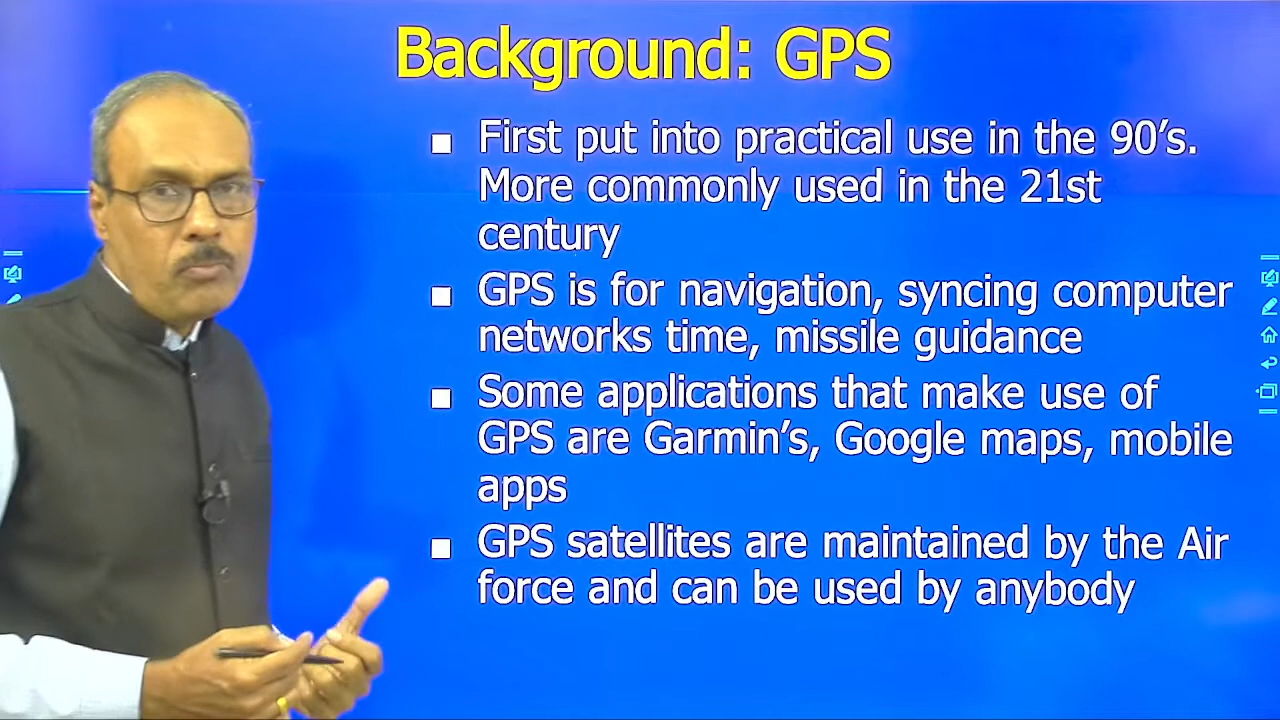 Background: GPS
First put into practical use in the 90's.
More commonly used in the 21st
century
GPS is for navigation, syncing computer
networks time, missile guidance
Some applications that make use of
GPS are Garmin's, Google maps, mobile
apps
GPS satellites are maintained by the Air
force and can be used by anybody